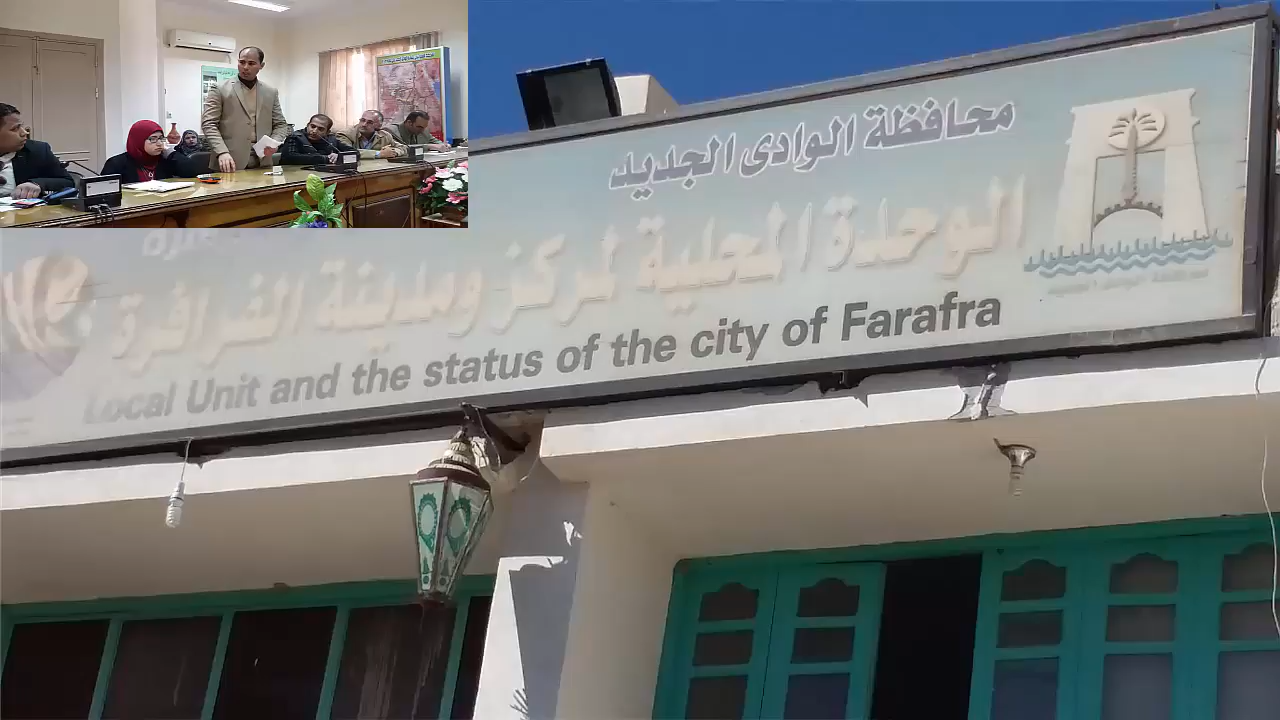 محافظة الوادى الجديد
الوحدة المحلية لمركز ومدينة الفرافرة
Local Unit and the status of the city of Farafra